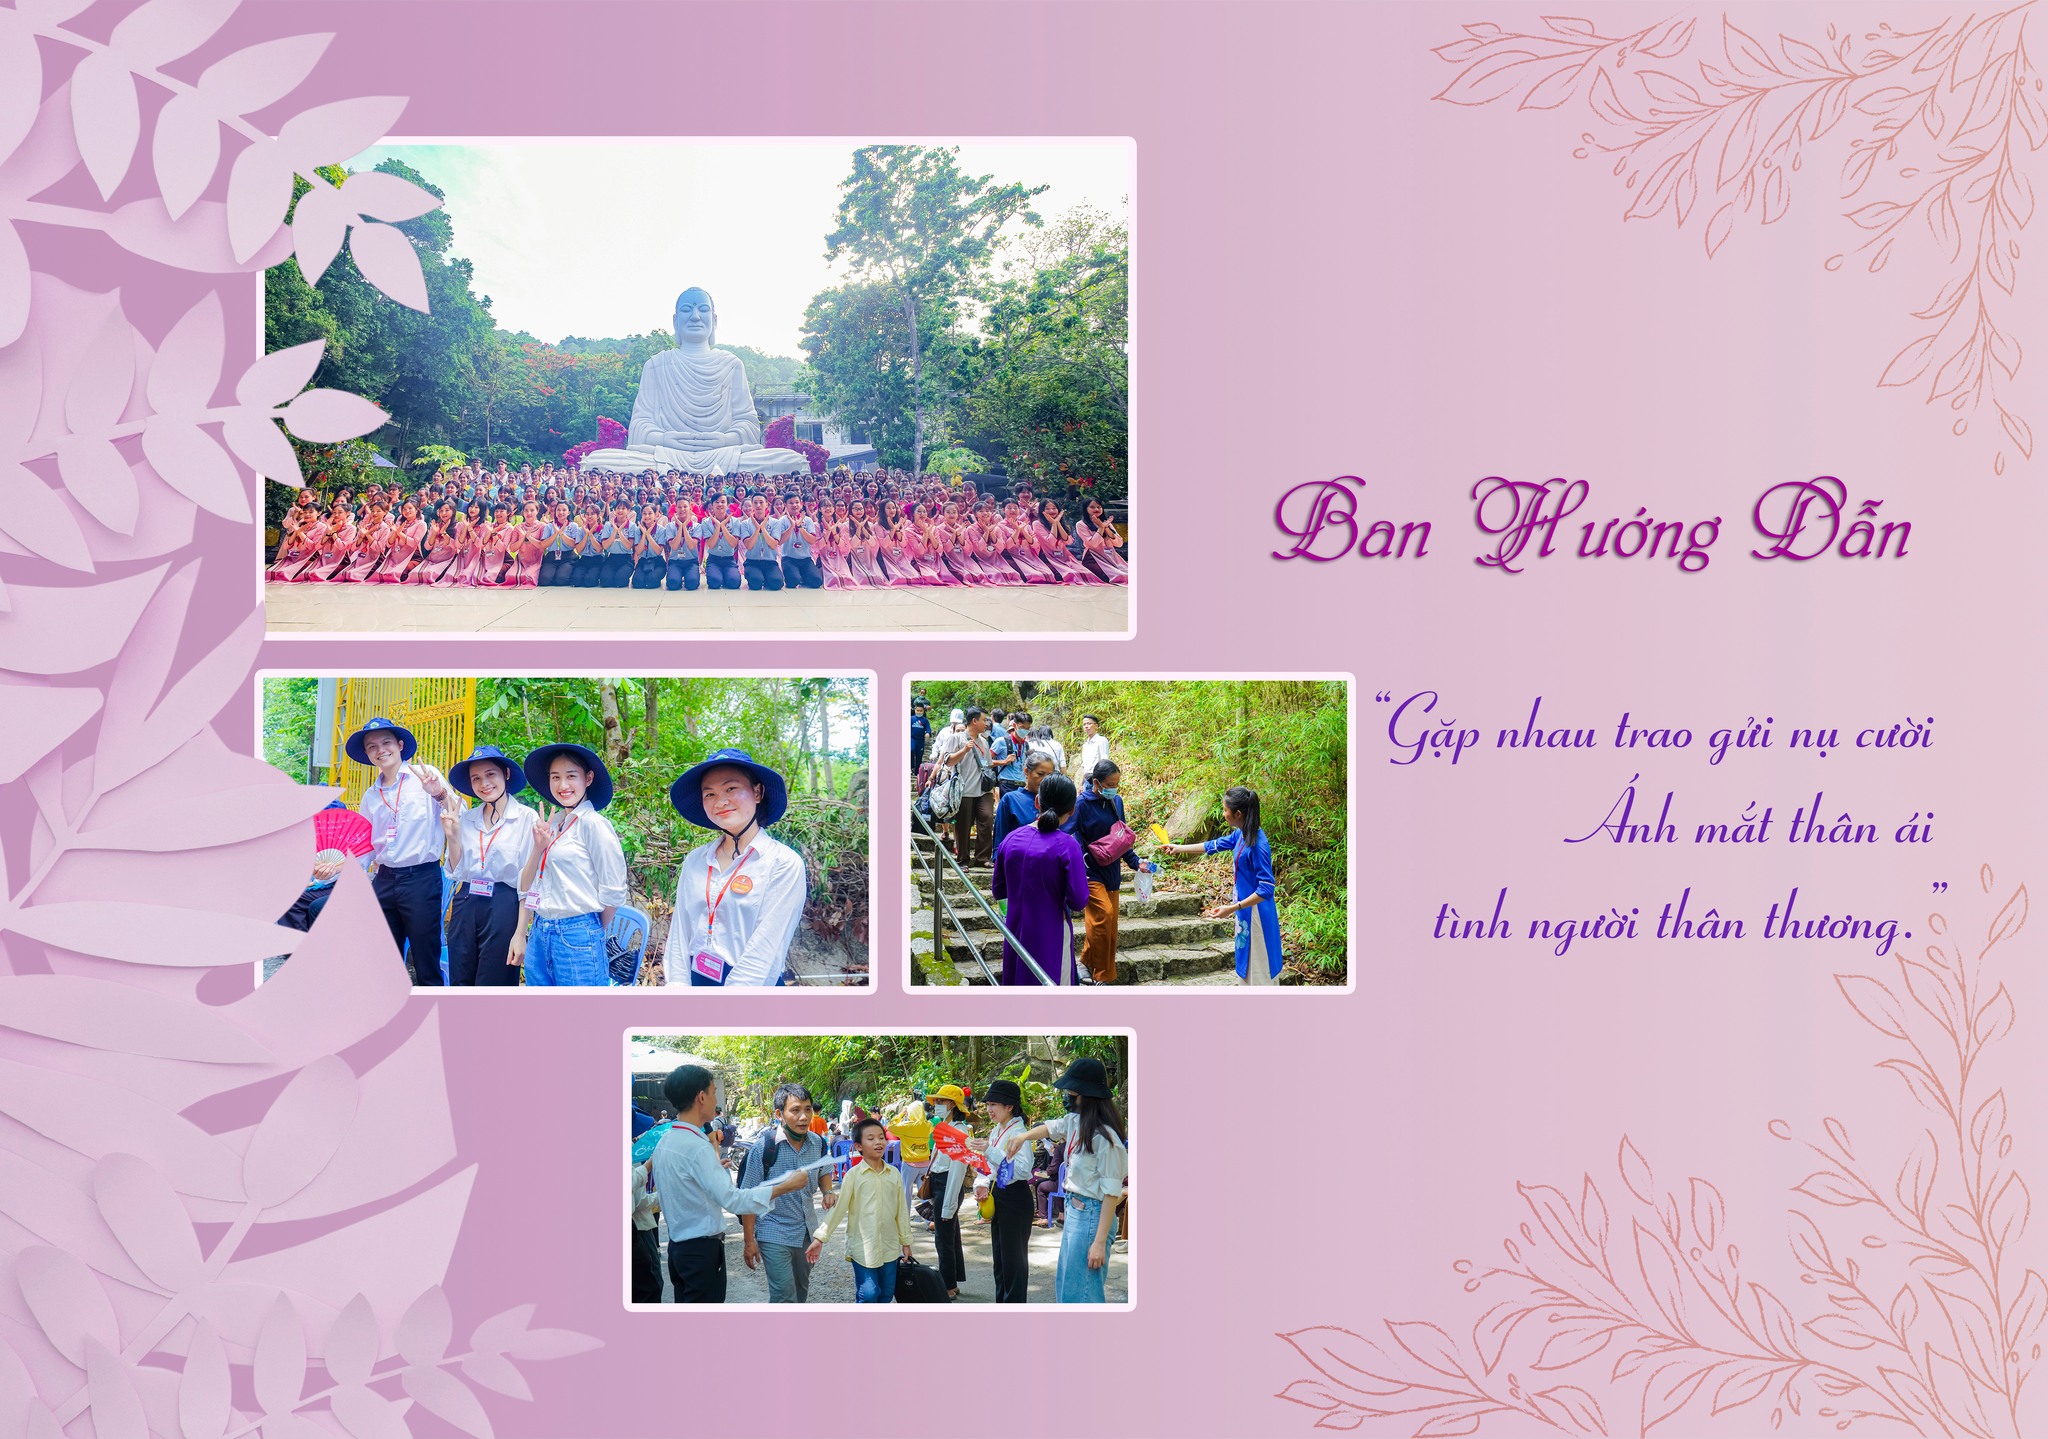 Ban Hướng Dẫn
“Gặp nhau trao gửi nụ cười
Ánh mắt thân ái
tình người thân thương.”